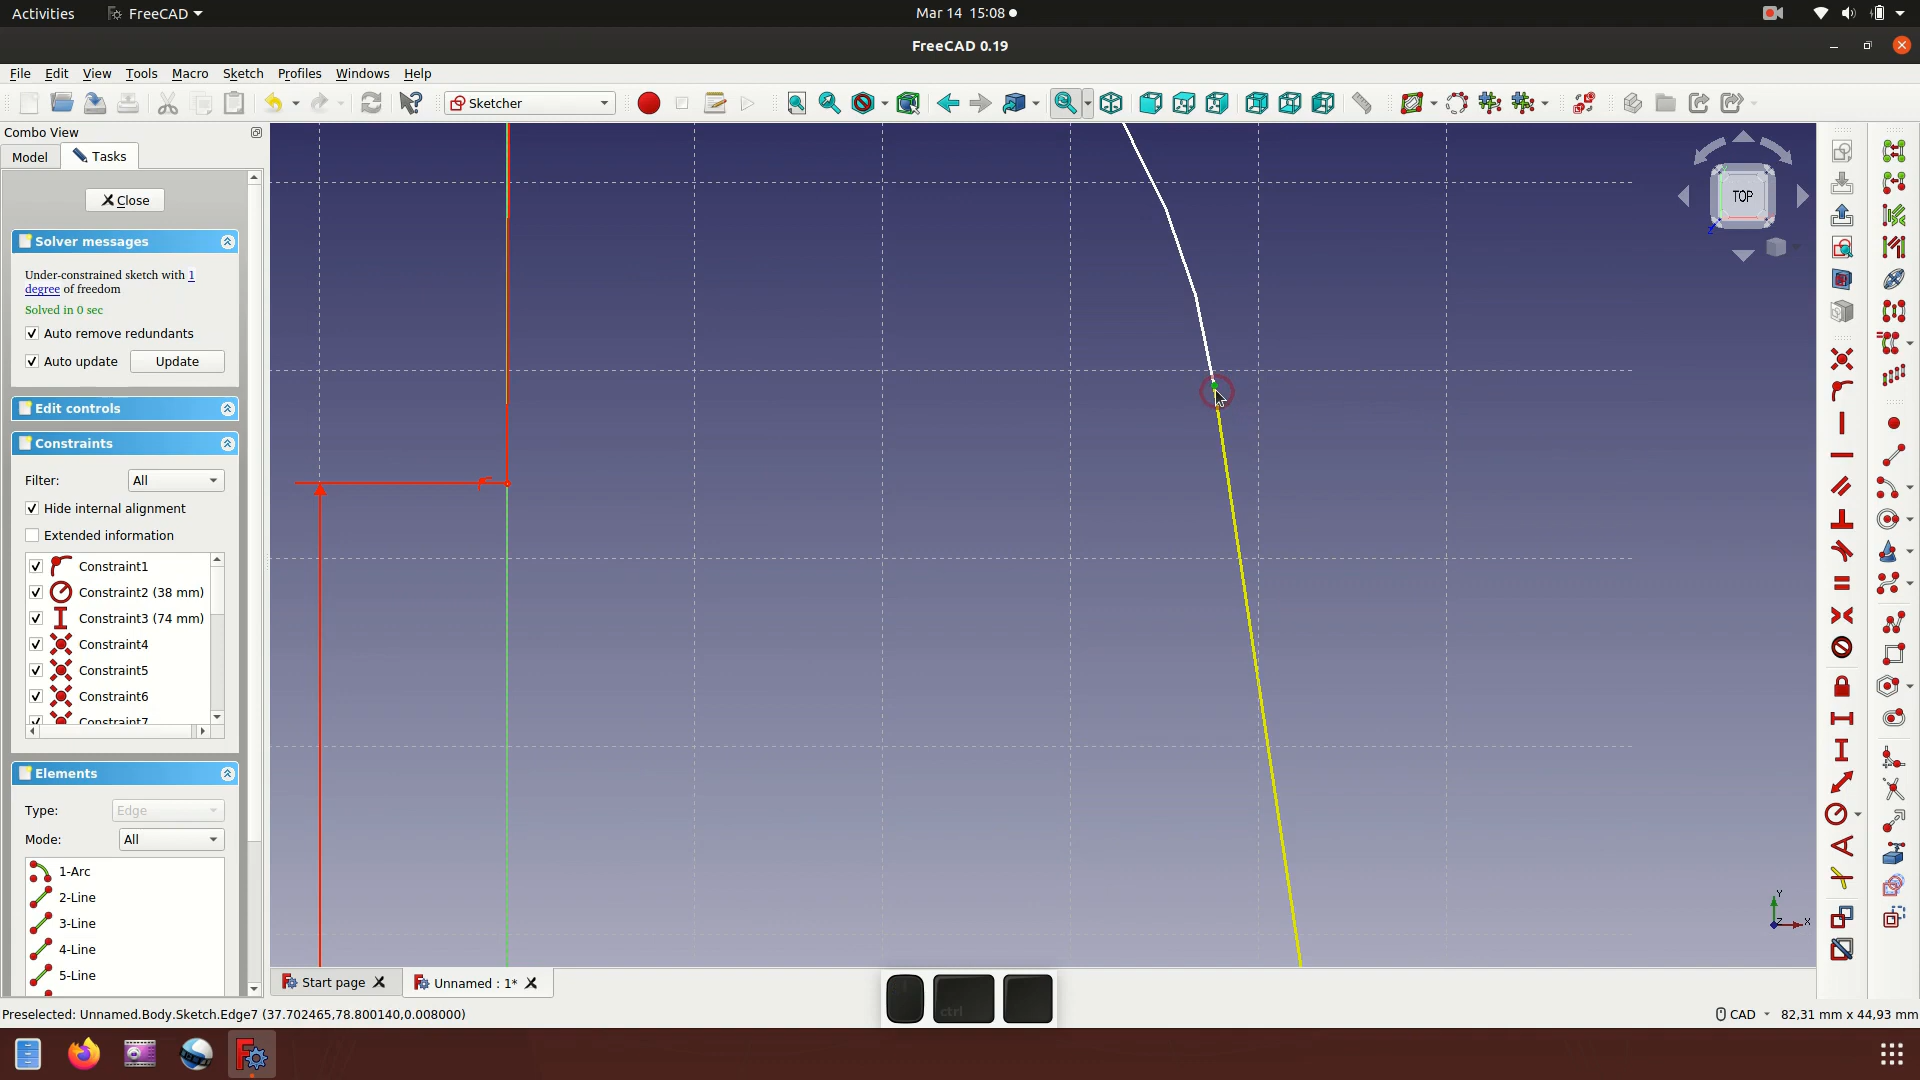 Activities FreeCAD Mar 14 15:08
FreeCAD 0.19
File Edit View Tools Macro Sketch Profiles Windows Help
Sketcher
Combo View
Model Tasks
Close
Solver messages
Under-constrained sketch with 1
degree of freedom
Solved in 0 sec
Auto remove redundants
Auto update Update
Edit controls
Constraints
Filter: All
Hide internal alignment
Extended information
Constraint1
Constraint2 (38 mm)
Constraint3 (74 mm)
Constraint4
Constraint5
Constraint6
Constraint7
Elements
Type: Edge
Mode: All
1-Arc
2-Line
3-Line
4-Line
5-Line
TOP
Y
Z X
Z
Start page Unnamed : 1*
ctrl
Preselected: Unnamed.Body.Sketch.Edge7 (37.702465,78.800140,0.008000)
CAD 82,31 mm x 44,93 mm